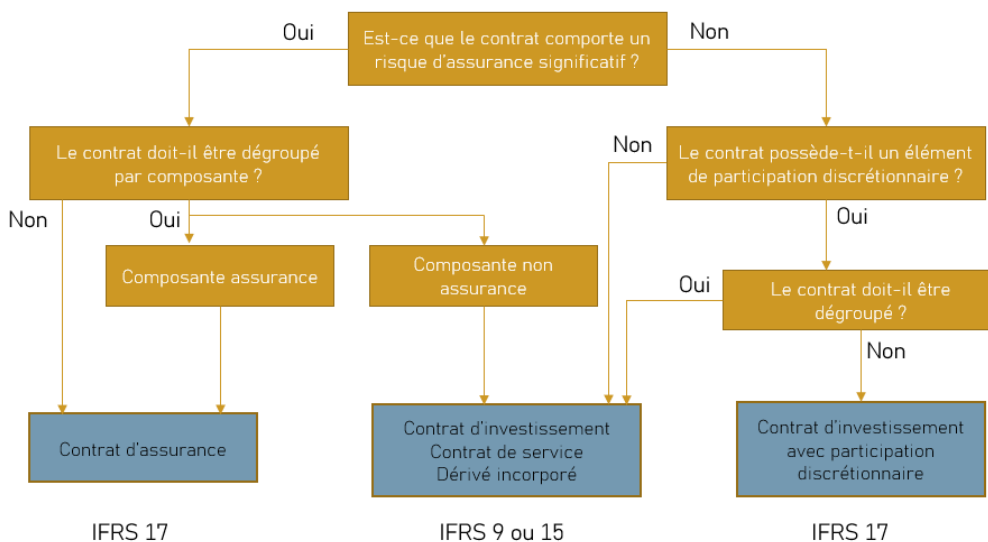 Oui
Est-ce que le contrat comporte un
risque d'assurance significatif ?
Non
Le contrat doit-il être dégroupé
par composante ?
Non
Le contrat possède-t-il un élément
de participation discrétionnaire ?
Non
Oui
Oui
Composante assurance
Composante non
assurance
Oui
Le contrat doit-il être
dégroupé ?
Non
Contrat d'assurance
Contrat d'investissement
Contrat de service
Dérivé incorporé
Contrat d'investissement
avec participation
discrétionnaire
IFRS 17
IFRS 9 ou 15
IFRS 17